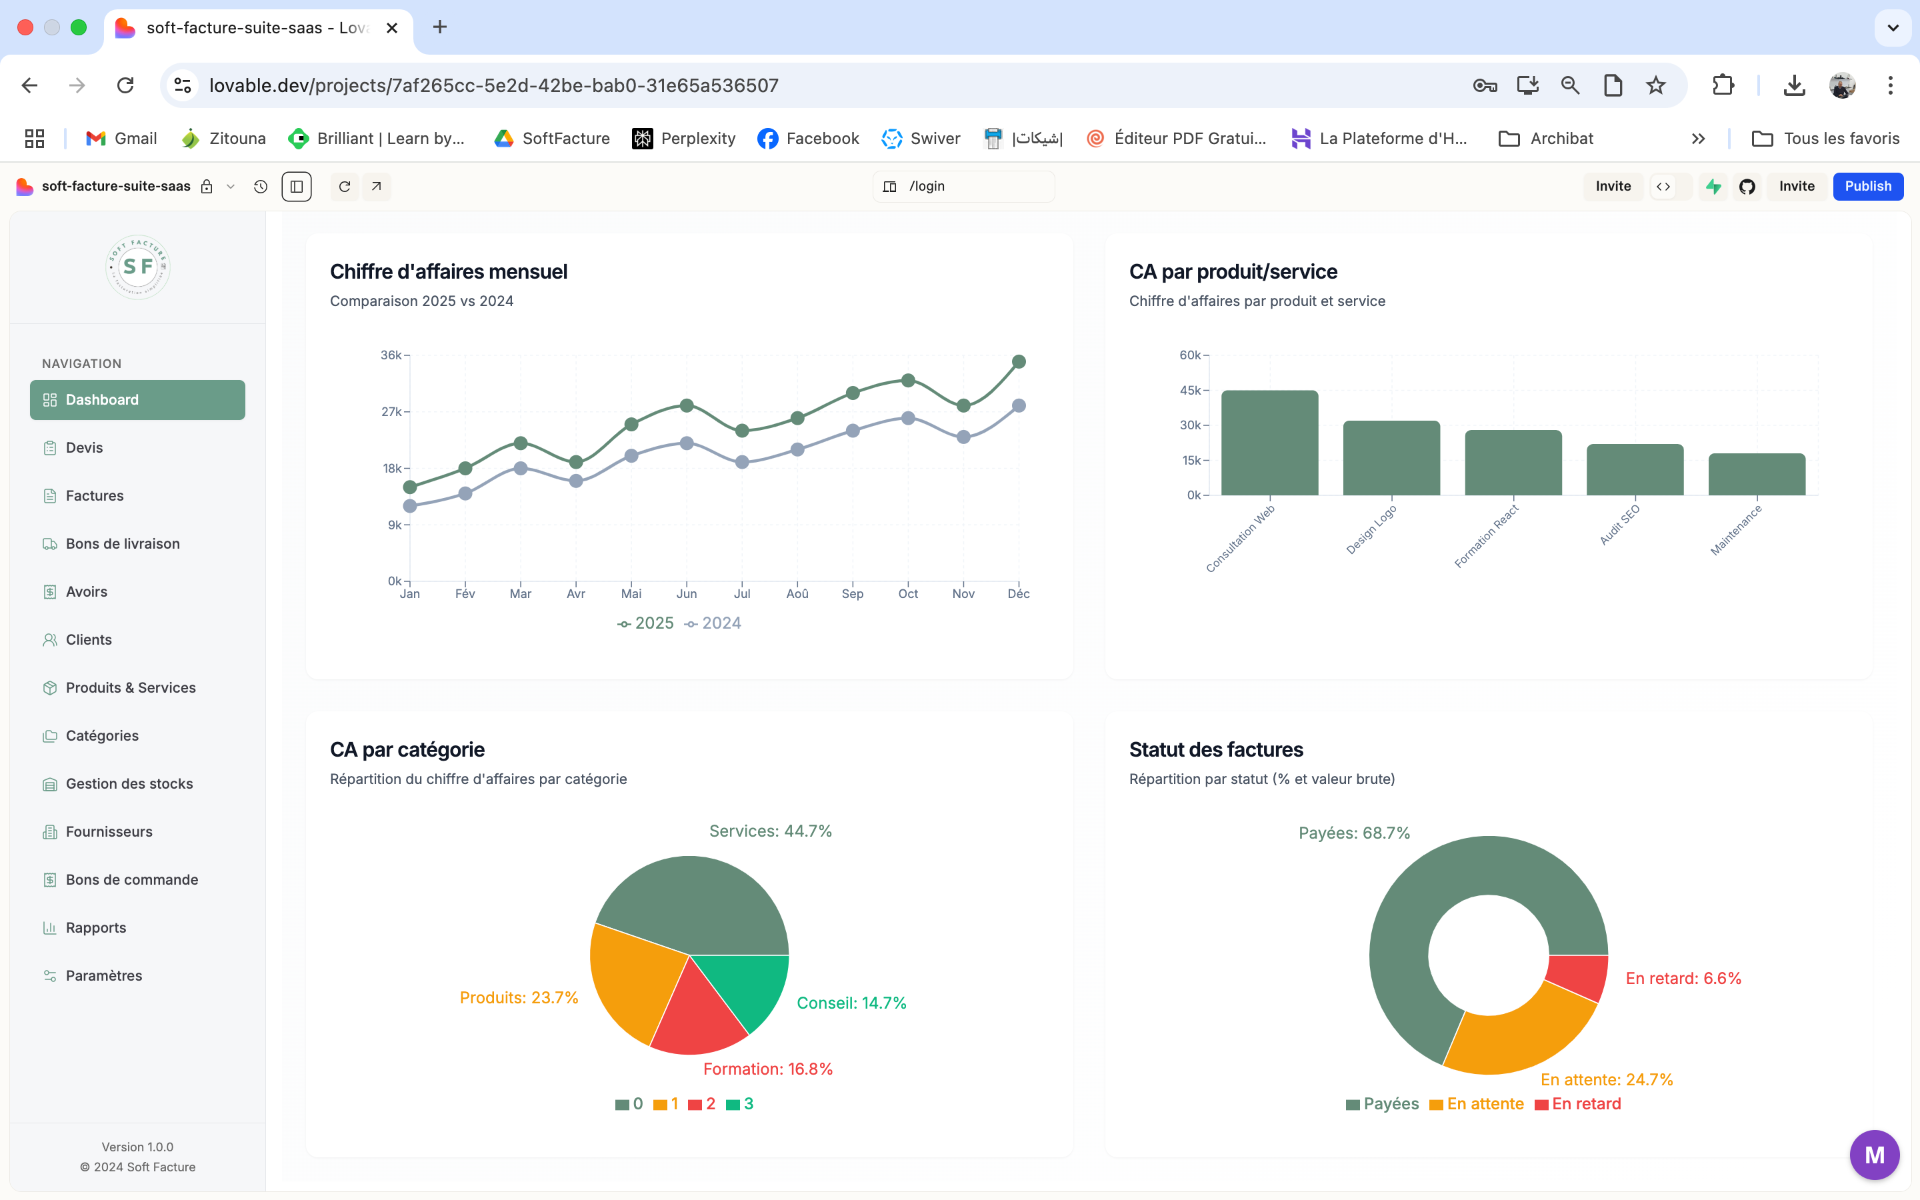 soft-facture-suite-saas - Lov
lovable.dev/projects/7af265cc-5e2d-42be-bab0-31e65a536507
Gmail
Zitouna
Brilliant | Learn by...
SoftFacture
Perplexity
Facebook
Swiver
إشيكات|
Éditeur PDF Gratui...
La Plateforme d'H...
Archibat
Tous les favoris
soft-facture-suite-saas
/login
Invite
Invite
Publish
SOFT FACTURE
SF
NAVIGATION
Dashboard
Devis
Factures
Bons de livraison
Avoirs
Clients
Produits & Services
Catégories
Gestion des stocks
Fournisseurs
Bons de commande
Rapports
Paramètres
Version 1.0.0
© 2024 Soft Facture
Chiffre d'affaires mensuel
Comparaison 2025 vs 2024
36k
27k
18k
9k
0k
Jan Fév Mar Avr Mai Jun Jul Aoû Sep Oct Nov Déc
2025 2024
CA par produit/service
Chiffre d'affaires par produit et service
60k
45k
30k
15k
0k
Consultation Web
Design Logo
Formation React
Audit SEO
Maintenance
CA par catégorie
Répartition du chiffre d'affaires par catégorie
Services: 44.7%
Produits: 23.7%
Conseil: 14.7%
Formation: 16.8%
0 1 2 3
Statut des factures
Répartition par statut (% et valeur brute)
Payées: 68.7%
En retard: 6.6%
En attente: 24.7%
Payées En attente En retard
M